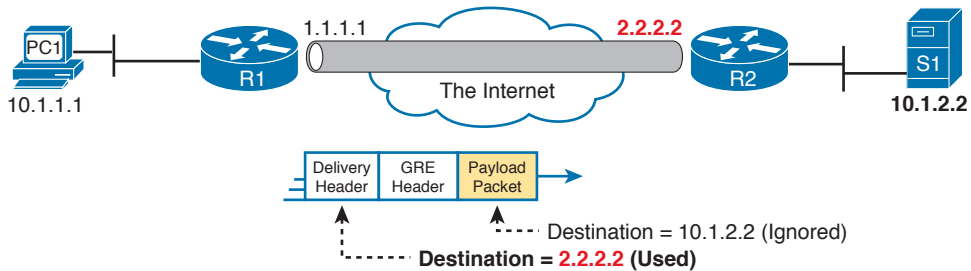 PC1
10.1.1.1
R1
1.1.1.1
The Internet
2.2.2.2
R2
S1
10.1.2.2
Delivery
Header
GRE
Header
Payload
Packet
Destination = 10.1.2.2 (Ignored)
Destination = 2.2.2.2 (Used)